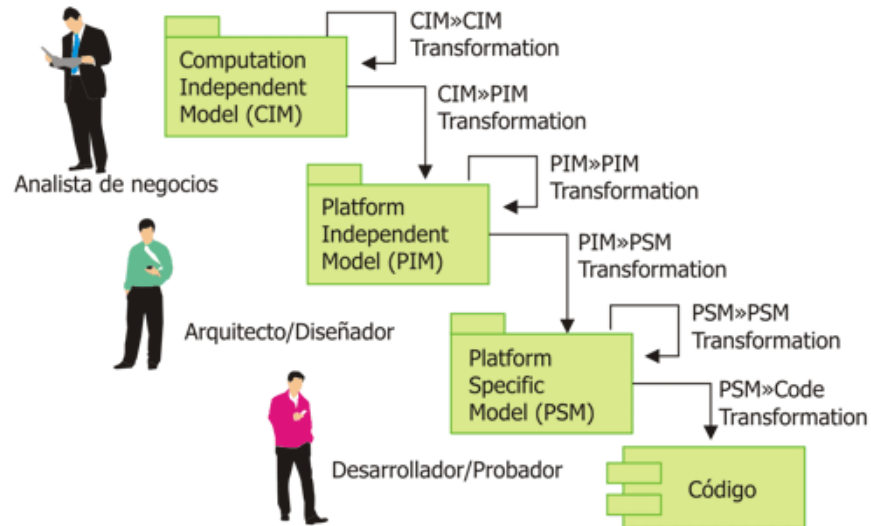 CIM»CIM
Transformation
Computation
Independent
Model (CIM)
CIM»PIM
Transformation
Analista de negocios
PIM»PIM
Transformation
Platform
Independent
Model (PIM)
PIM»PSM
Transformation
Arquitecto/Diseñador
PSM»PSM
Transformation
Platform
Specific
Model (PSM)
PSM»Code
Transformation
Desarrollador/Probador
Código